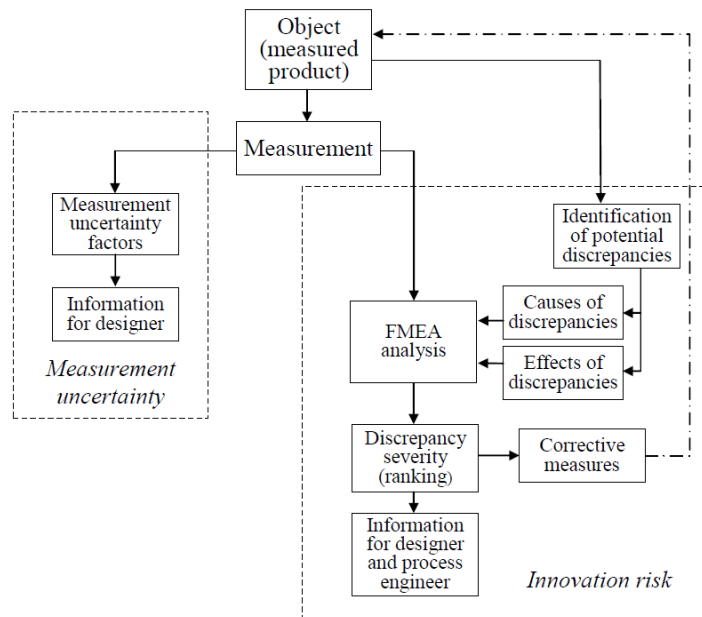 Object
(measured
product)
Measurement
Measurement
uncertainty
factors
Information
for designer
Measurement
uncertainty
Identification
of potential
discrepancies
Causes of
discrepancies
FMEA
analysis
Effects of
discrepancies
Discrepancy
severity
(ranking)
Corrective
measures
Information
for designer
and process
engineer
Innovation risk